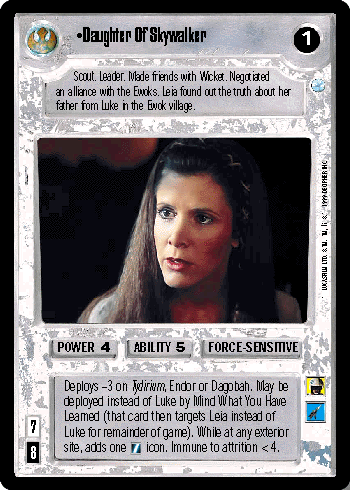 •Daughter Of Skywalker
1
Scout. Leader. Made friends with Wicket. Negotiated
an alliance with the Ewoks. Leia found out the truth about her
father from Luke in the Ewok village.
LUCASFILM LTD. ® & TM,
POWER 4
ABILITY 5
FORCE-SENSITIVE
Deploys –3 on Tydirium, Endor or Dagobah. May be
deployed instead of Luke by Mind What You Have
Learned (that card then targets Leia instead of
Luke for remainder of game). While at any exterior
site, adds one icon. Immune to attrition < 4.
7
8